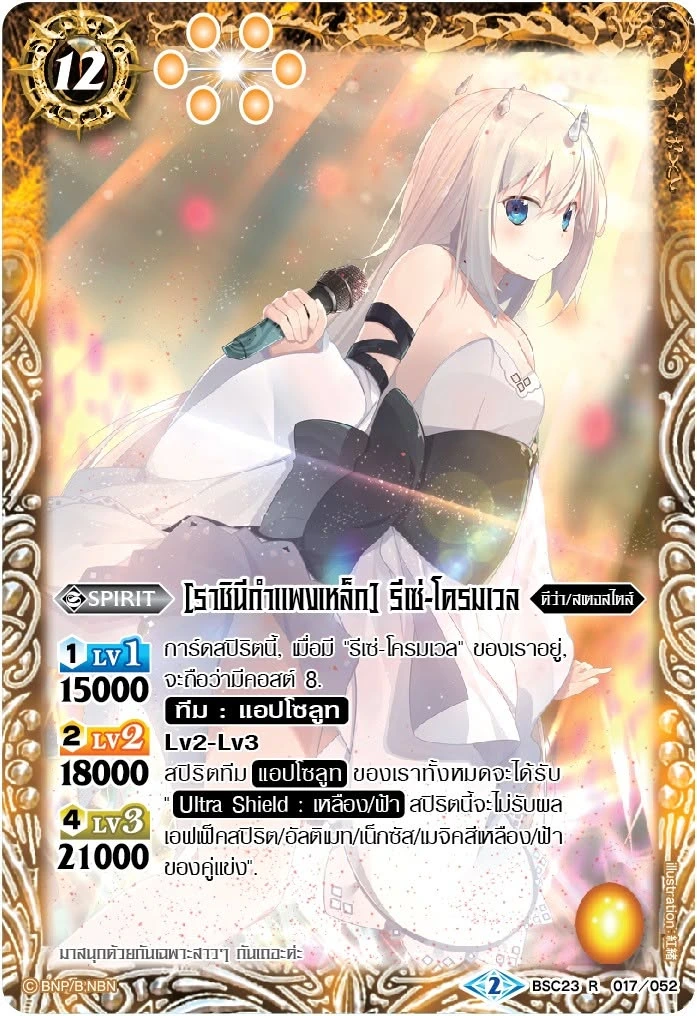 12
SPIRIT [ราชินีกำแพงเหล็ก] รีเซ่-โครมเวล ดีว่า/สเตอลไตส์
1 LV1
15000
2 LV2
18000
4 LV3
21000
การ์ดสปิริตนี้, เมื่อมี "รีเซ่-โครมเวล" ของเราอยู่,
จะถือว่ามีคอสต์ 8.
ทีม : แอปโซลูท
Lv2-Lv3
สปิริตทีม แอปโซลูท ของเราทั้งหมดจะได้รับ
" Ultra Shield : เหลือง/ฟ้า สปิริตนี้จะไม่รับผล
เอฟเฟ็คสปิริต/อัลติเมท/เน็กซัส/เมจิคสีเหลือง/ฟ้า
ของคู่แข่ง".
illustration: 紅緒
มาสนุกด้วยกันเฉพาะสาวๆ กันเถอะค่ะ
©BNP/B,NBN
2 BSC23 R 017/052